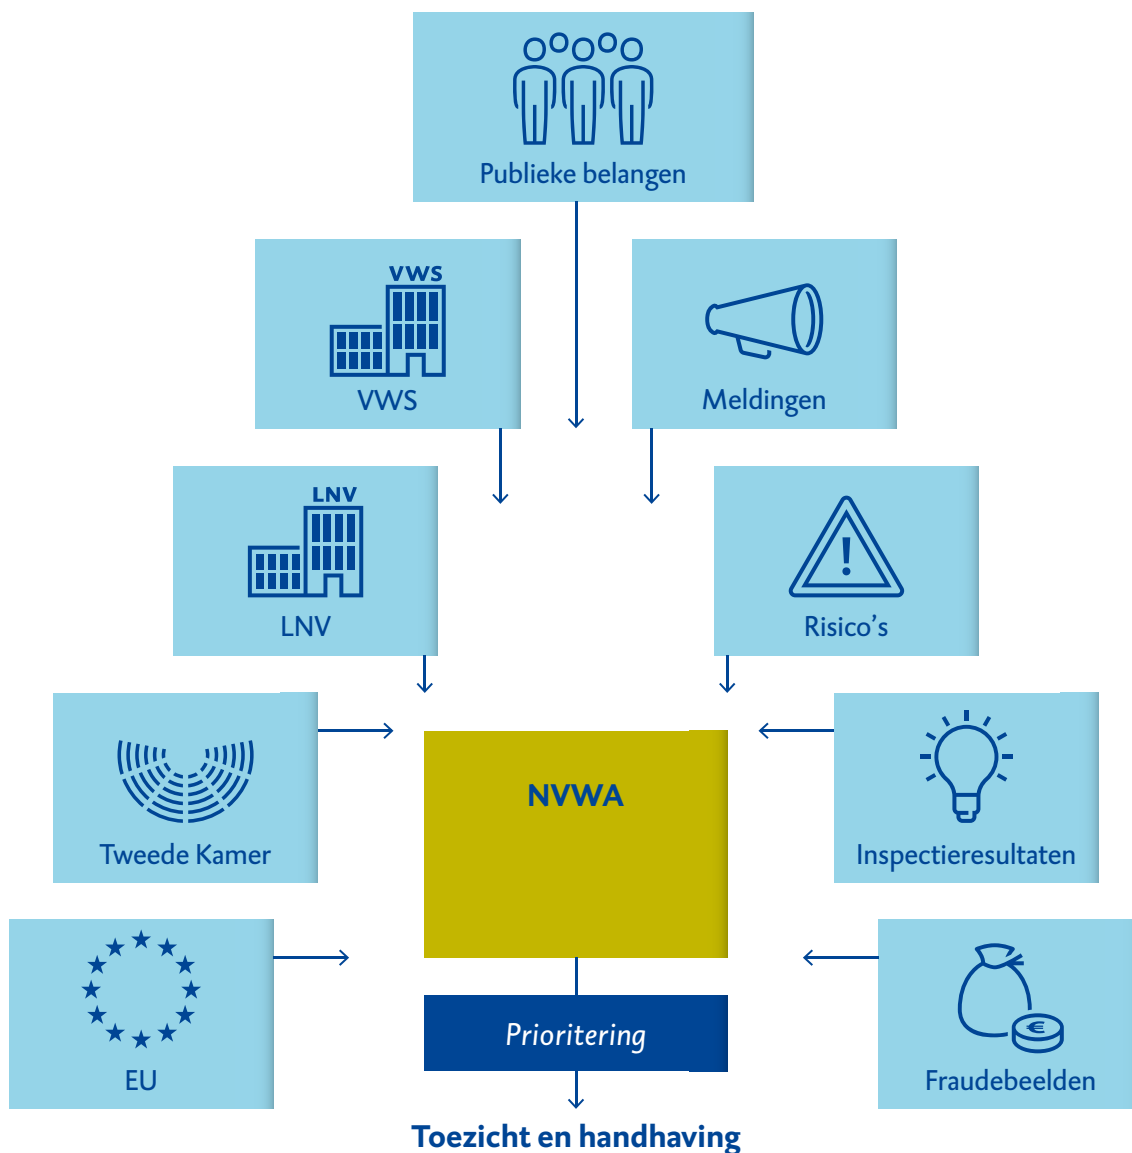 Publieke belangen
VWS
VWS
Meldingen
LNV
LNV
Risico's
Tweede Kamer
NVWA
Inspectieresultaten
EU
Prioritering
€
Fraudebeelden
Toezicht en handhaving